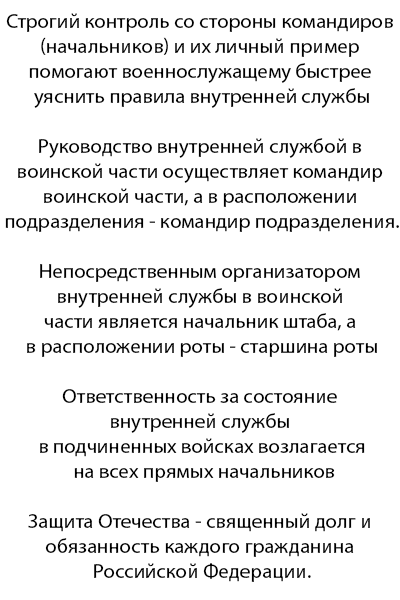 Строгий контроль со стороны командиров
(начальников) и их личный пример
помогают военнослужащему быстрее
уяснить правила внутренней службы
Руководство внутренней службой в
воинской части осуществляет командир
воинской части, а в расположении
подразделения - командир подразделения.
Непосредственным организатором
внутренней службы в воинской
части является начальник штаба, а
в расположении роты - старшина роты
Ответственность за состояние
внутренней службы
в подчиненных войсках возлагается
на всех прямых начальников
Защита Отечества - священный долг и
обязанность каждого гражданина
Российской Федерации.